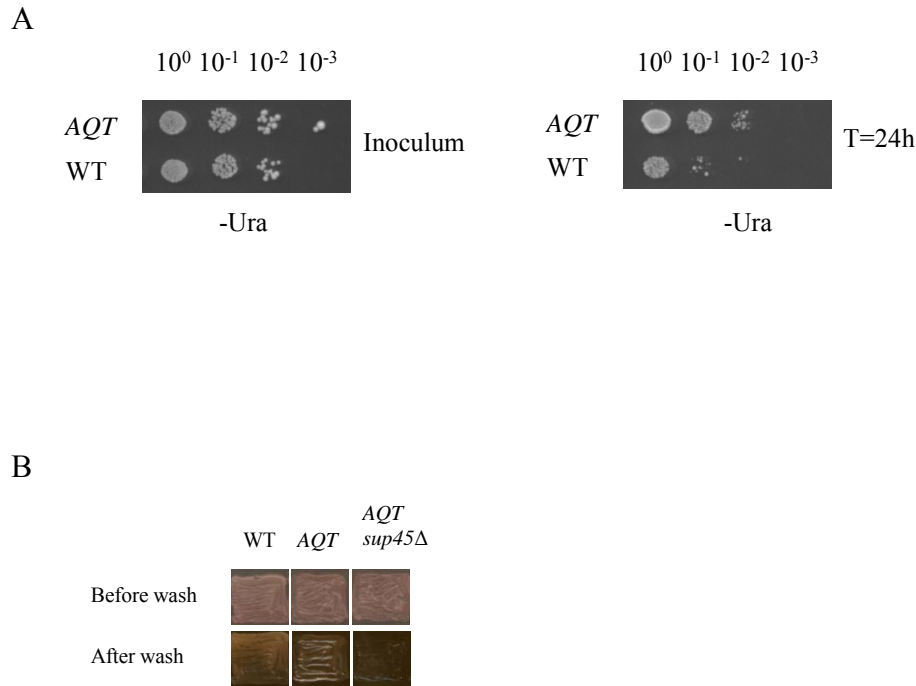 A
10⁰ 10⁻¹ 10⁻² 10⁻³
AQT
WT
Inoculum
-Ura
10⁰ 10⁻¹ 10⁻² 10⁻³
AQT
WT
T=24h
-Ura
B
WT
AQT
AQT
sup45Δ
Before wash
After wash